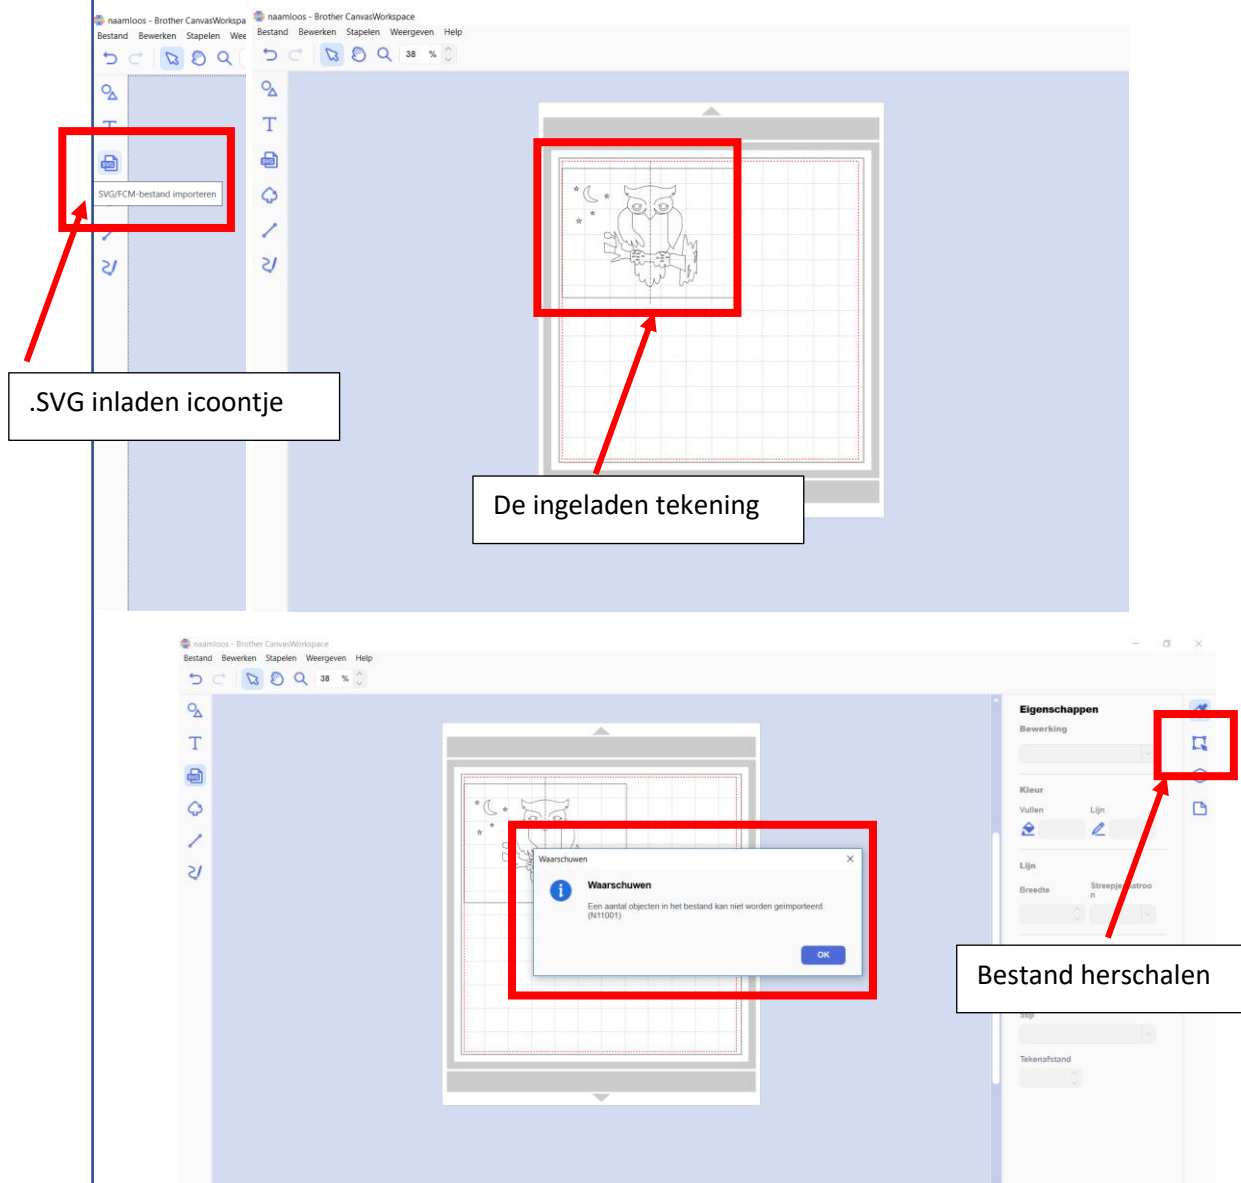 naamloos - Brother CanvasWorkspa
Bestand Bewerken Stapelen Wee
SVG/FCM-bestand importeren
naamloos - Brother CanvasWorkspace
Bestand Bewerken Stapelen Weergeven Help
38 %
T
SVG
.SVG inladen icoontje
De ingeladen tekening
naamloos - Brother CanvasWorkspace
Bestand Bewerken Stapelen Weergeven Help
38 %
T
Waarschuwen
Waarschuwen
Een aantal objecten in het bestand kan niet worden geïmporteerd.
(N11001)
OK
Eigenschappen
Bewerking
Kleur
Vullen Lijn
Lijn
Breedte
Bestand herschalen
Stijl
Tekenafstand